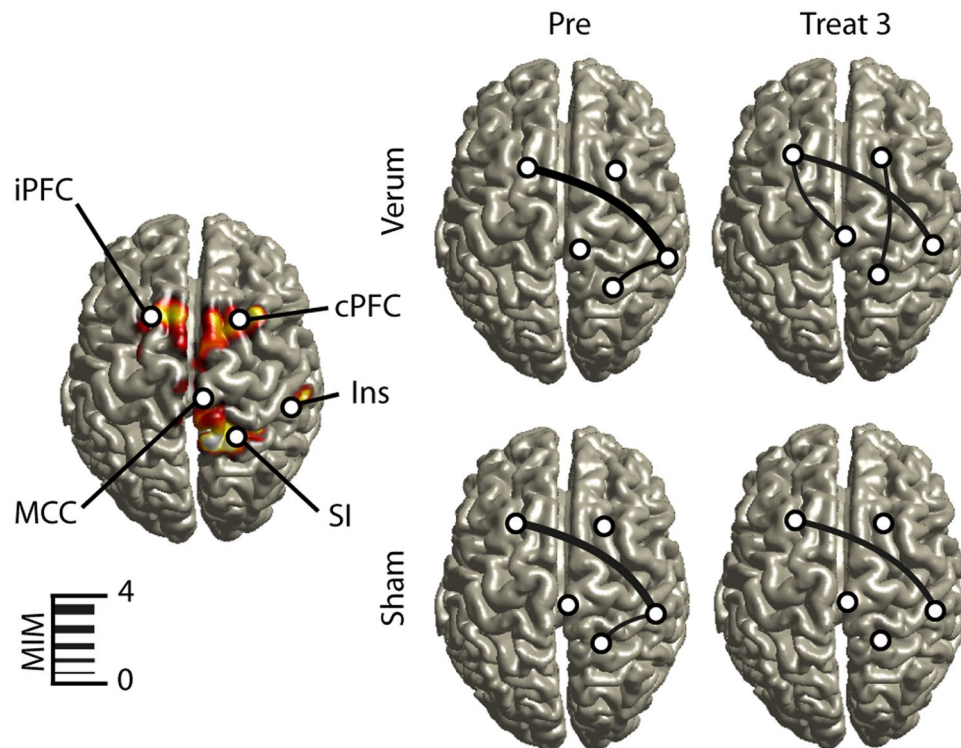 Pre
Treat 3
Verum
iPFC
cPFC
Ins
MCC
SI
Sham
MIM
4
0